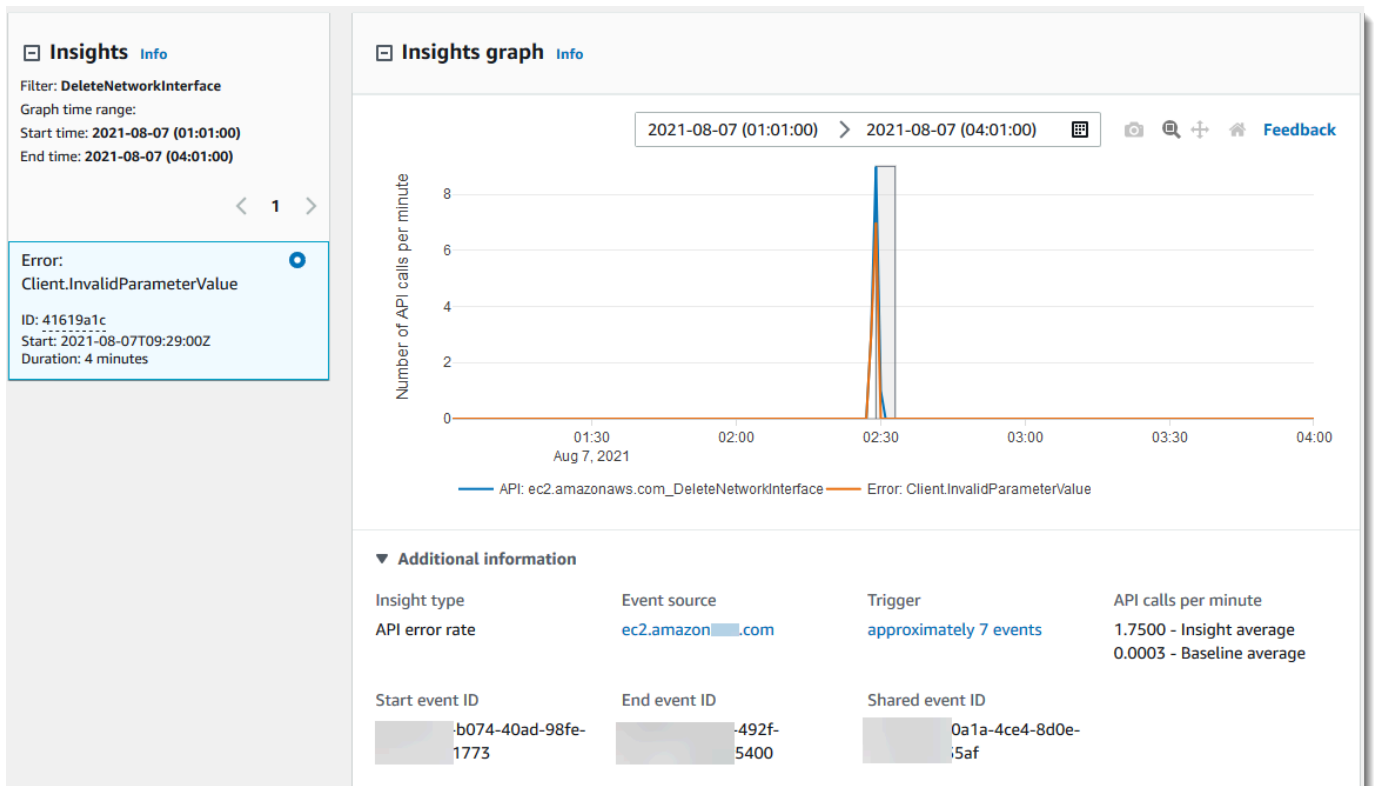 Insights Info
Filter: DeleteNetworkInterface
Graph time range:
Start time: 2021-08-07 (01:01:00)
End time: 2021-08-07 (04:01:00)
1
Error:
Client.InvalidParameterValue
ID: 41619a1c
Start: 2021-08-07T09:29:00Z
Duration: 4 minutes
Insights graph Info
2021-08-07 (01:01:00) 2021-08-07 (04:01:00) Feedback
Number of API calls per minute
8
6
4
2
0
01:30 02:00 02:30 03:00 03:30 04:00
Aug 7, 2021
API: ec2.amazonaws.com_DeleteNetworkInterface Error: Client.InvalidParameterValue
Additional information
Insight type Event source Trigger API calls per minute
API error rate ec2.amazon .com approximately 7 events 1.7500 - Insight average
0.0003 - Baseline average
Start event ID End event ID Shared event ID
b074-40ad-98fe- -492f- 0a1a-4ce4-8d0e-
1773 5400 5af